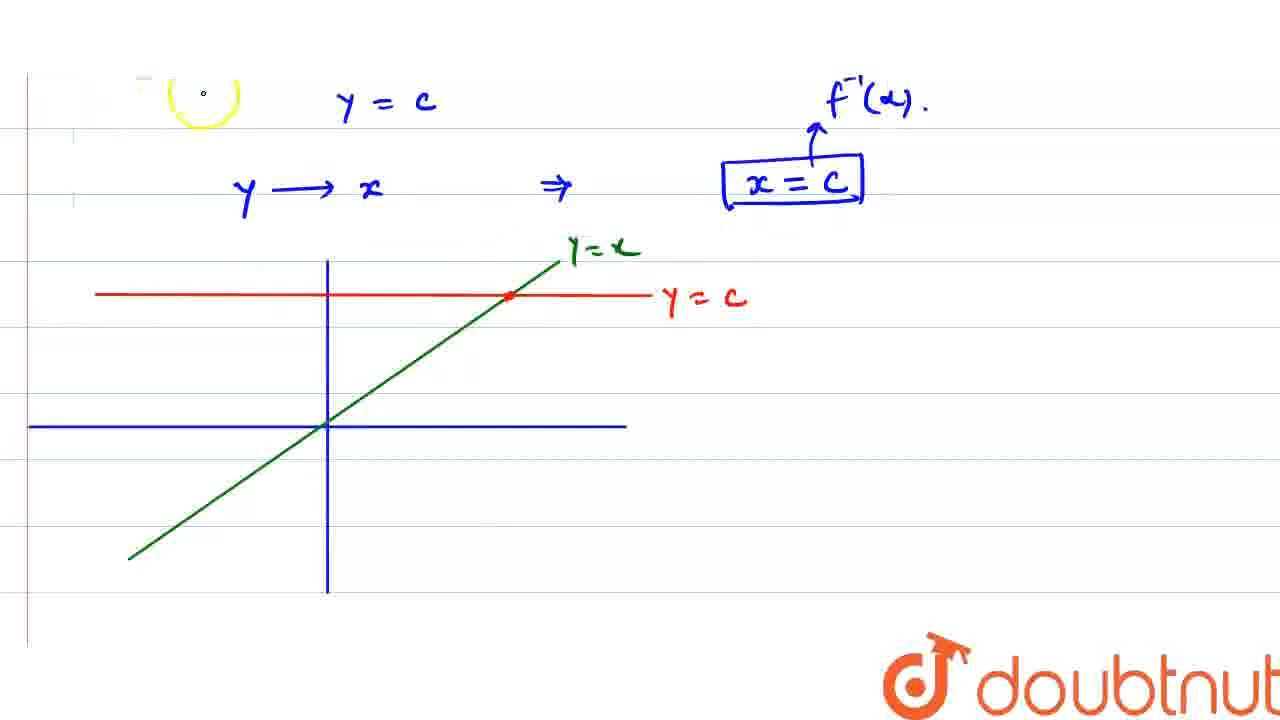 y = c
f⁻¹(x).
y → x ⇒ x = c
y = x
y = c
doubtnut